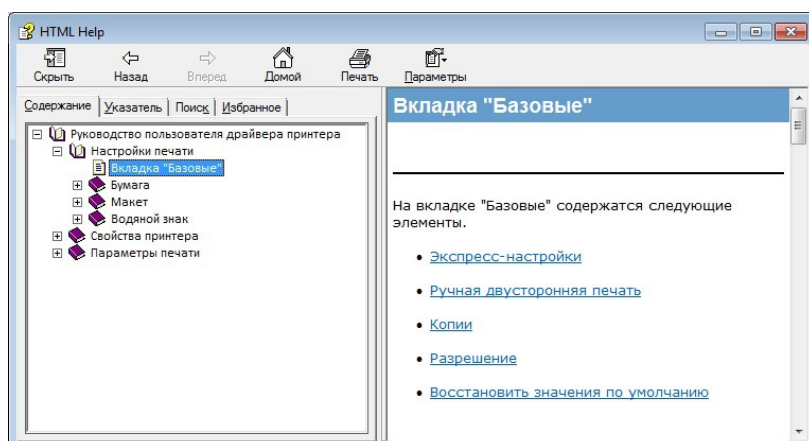 HTML Help
Скрыть Назад Вперед Домой Печать Параметры
Содержание Указатель Поиск Избранное
Руководство пользователя драйвера принтера
Настройки печати
Вкладка "Базовые"
Бумага
Макет
Водяной знак
Свойства принтера
Параметры печати
Вкладка "Базовые"
На вкладке "Базовые" содержатся следующие
элементы.
Экспресс-настройки
Ручная двусторонняя печать
Копии
Разрешение
Восстановить значения по умолчанию